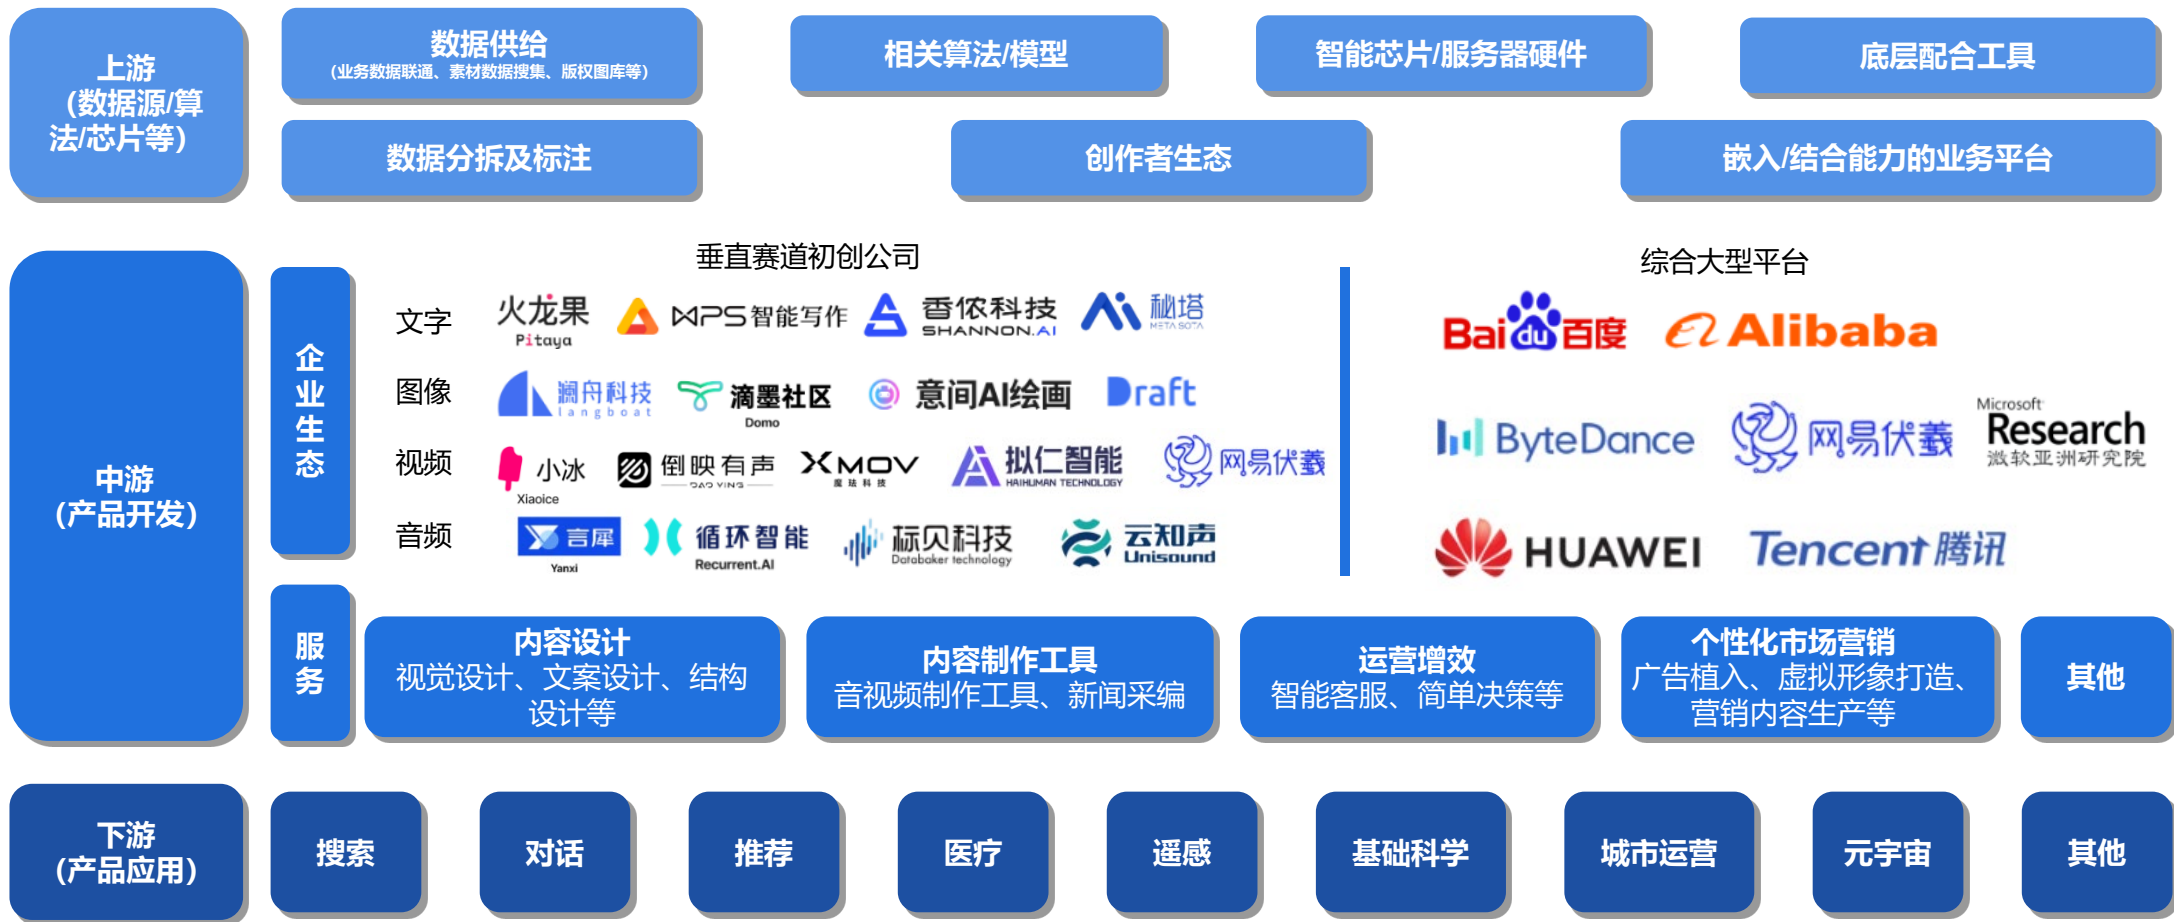 上游
（数据源/算
法/芯片等）
数据供给
（业务数据联通、素材数据搜集、版权图库等）
相关算法/模型
智能芯片/服务器硬件
底层配合工具
数据分拆及标注
创作者生态
嵌入/结合能力的业务平台
中游
（产品开发）
企业生态
垂直赛道初创公司
综合大型平台
文字
火龙果
Pitaya
MPS智能写作
香侬科技
SHANNON.AI
秘塔
METASOTA
图像
澜舟科技
langboat
滴墨社区
Domo
意间AI绘画
Draft
视频
小冰
Xiaoice
倒映有声
DAO YING
XMOV
魔珐科技
拟仁智能
HAIHUMAN TECHNOLOGY
网易伏羲
音频
言犀
Yanxi
循环智能
Recurrent.AI
标贝科技
Databaker technology
云知声
Unisound
Baidu百度
Alibaba
ByteDance
网易伏羲
Microsoft
Research
微软亚洲研究院
HUAWEI
Tencent 腾讯
服务
内容设计
视觉设计、文案设计、结构
设计等
内容制作工具
音视频制作工具、新闻采编
运营增效
智能客服、简单决策等
个性化市场营销
广告植入、虚拟形象打造、
营销内容生产等
其他
下游
（产品应用）
搜索
对话
推荐
医疗
遥感
基础科学
城市运营
元宇宙
其他